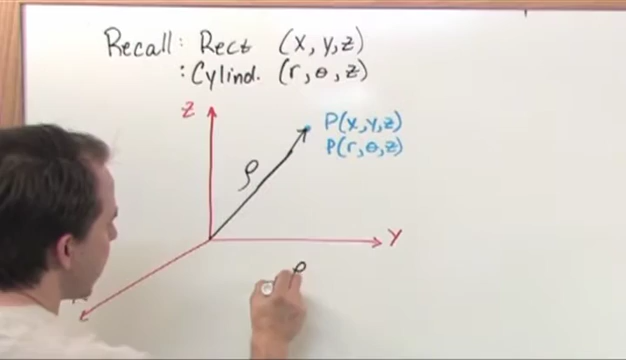 Recall: Rect (x, y, z)
: Cylind. (r, θ, z)
Z
P(x, y, z)
P(r, θ, z)
ρ
Y
ρ